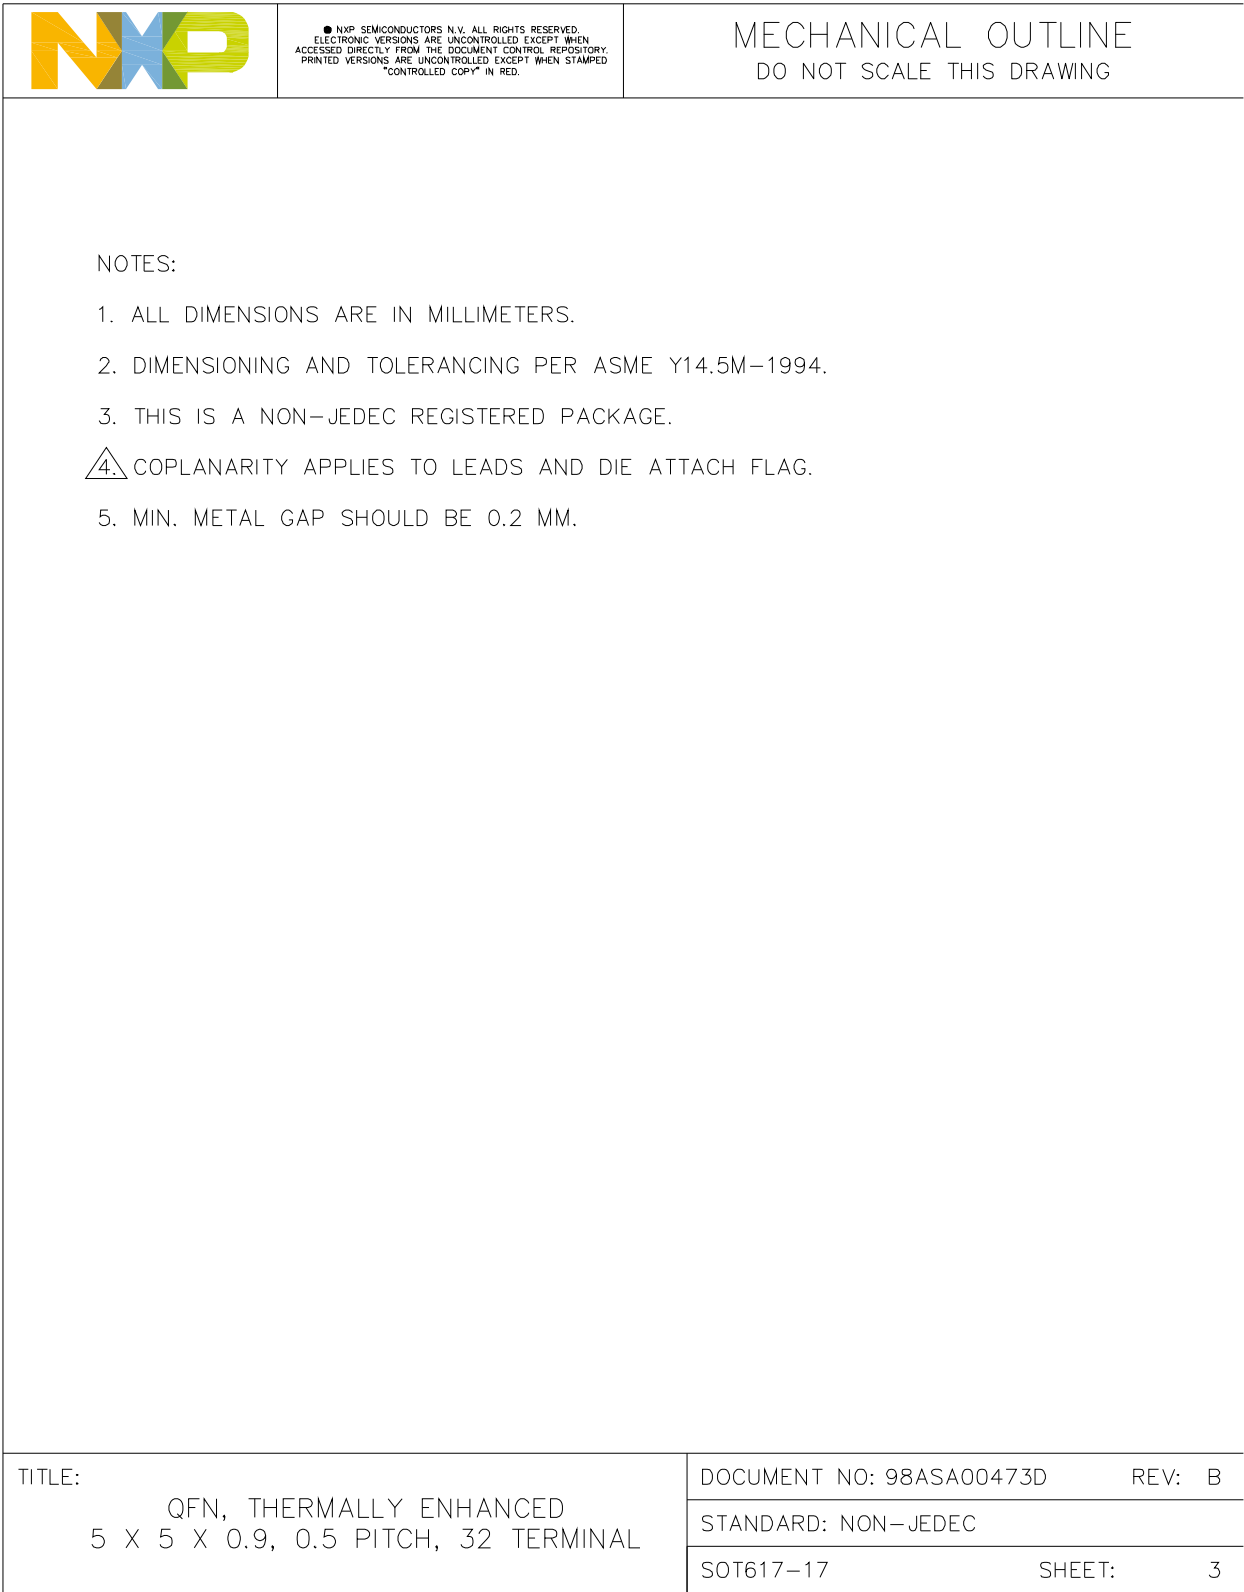 NXP
● NXP SEMICONDUCTORS N.V. ALL RIGHTS RESERVED.
ELECTRONIC VERSIONS ARE UNCONTROLLED EXCEPT WHEN
ACCESSED DIRECTLY FROM THE DOCUMENT CONTROL REPOSITORY.
PRINTED VERSIONS ARE UNCONTROLLED EXCEPT WHEN STAMPED
"CONTROLLED COPY" IN RED.
MECHANICAL OUTLINE
DO NOT SCALE THIS DRAWING
NOTES:
1. ALL DIMENSIONS ARE IN MILLIMETERS.
2. DIMENSIONING AND TOLERANCING PER ASME Y14.5M-1994.
3. THIS IS A NON-JEDEC REGISTERED PACKAGE.
4. COPLANARITY APPLIES TO LEADS AND DIE ATTACH FLAG.
5. MIN. METAL GAP SHOULD BE 0.2 MM.
TITLE:
QFN, THERMALLY ENHANCED
5 X 5 X 0.9, 0.5 PITCH, 32 TERMINAL
DOCUMENT NO: 98ASA00473D REV: B
STANDARD: NON-JEDEC
SOT617-17 SHEET: 3